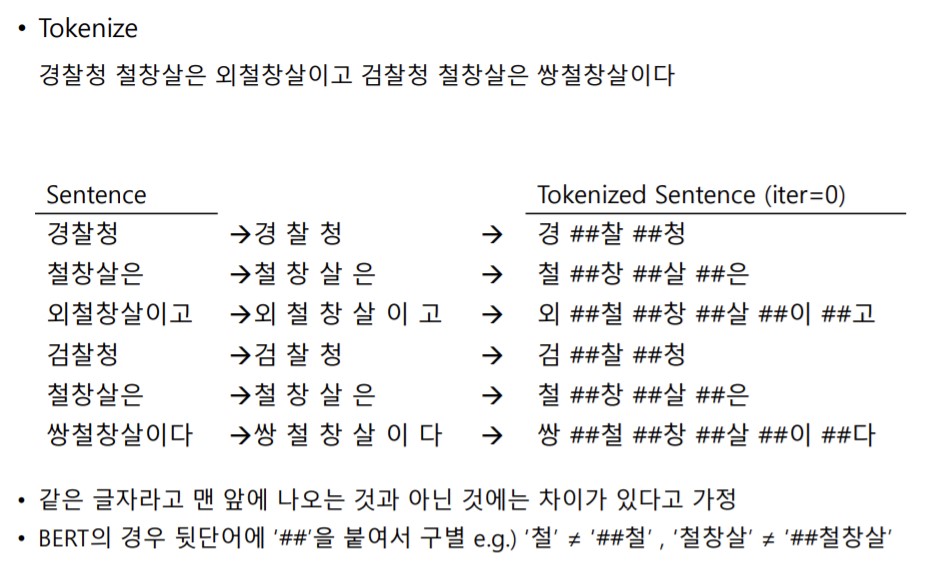 • Tokenize
경찰청 철창살은 외철창살이고 검찰청 철창살은 쌍철창살이다
Sentence Tokenized Sentence (iter=0)
경찰청 →경 찰 청 → 경 ##찰 ##청
철창살은 →철 창 살 은 → 철 ##창 ##살 ##은
외철창살이고 →외 철 창 살 이 고 → 외 ##철 ##창 ##살 ##이 ##고
검찰청 →검 찰 청 → 검 ##찰 ##청
철창살은 →철 창 살 은 → 철 ##창 ##살 ##은
쌍철창살이다 →쌍 철 창 살 이 다 → 쌍 ##철 ##창 ##살 ##이 ##다
• 같은 글자라고 맨 앞에 나오는 것과 아닌 것에는 차이가 있다고 가정
• BERT의 경우 뒷단어에 '##'을 붙여서 구별 e.g.) '철' ≠ '##철' , '철창살' ≠ '##철창살'